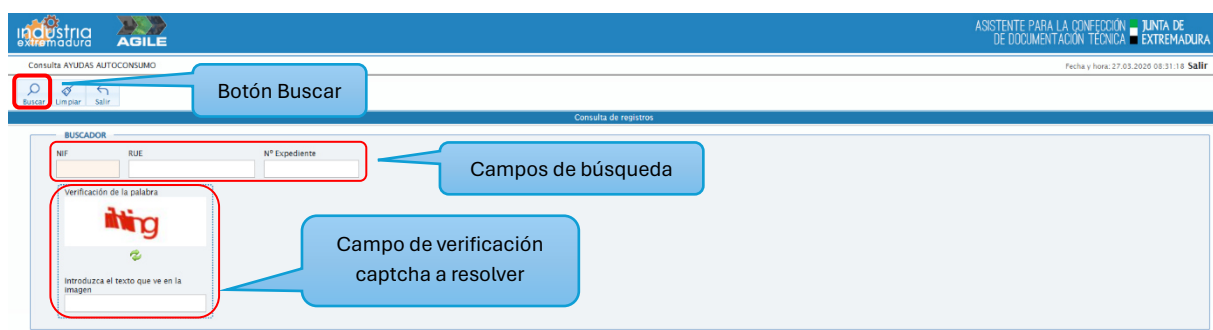 industria
extremadura
AGILE
ASISTENTE PARA LA CONFECCIÓN
DE DOCUMENTACIÓN TÉCNICA
JUNTA DE
EXTREMADURA
Consulta AYUDAS AUTOCONSUMO
Fecha y hora: 27.03.2026 08:31:18 Salir
Buscar Limpiar Salir
Botón Buscar
Consulta de registros
BUSCADOR
NIF RUE Nº Expediente
Campos de búsqueda
Verificación de la palabra
Campo de verificación
captcha a resolver
Introduzca el texto que ve en la
imagen